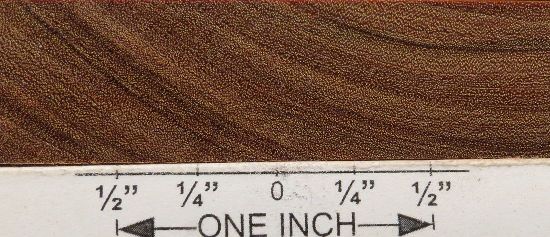 ½” ¼” 0 ¼” ½”
ONE INCH